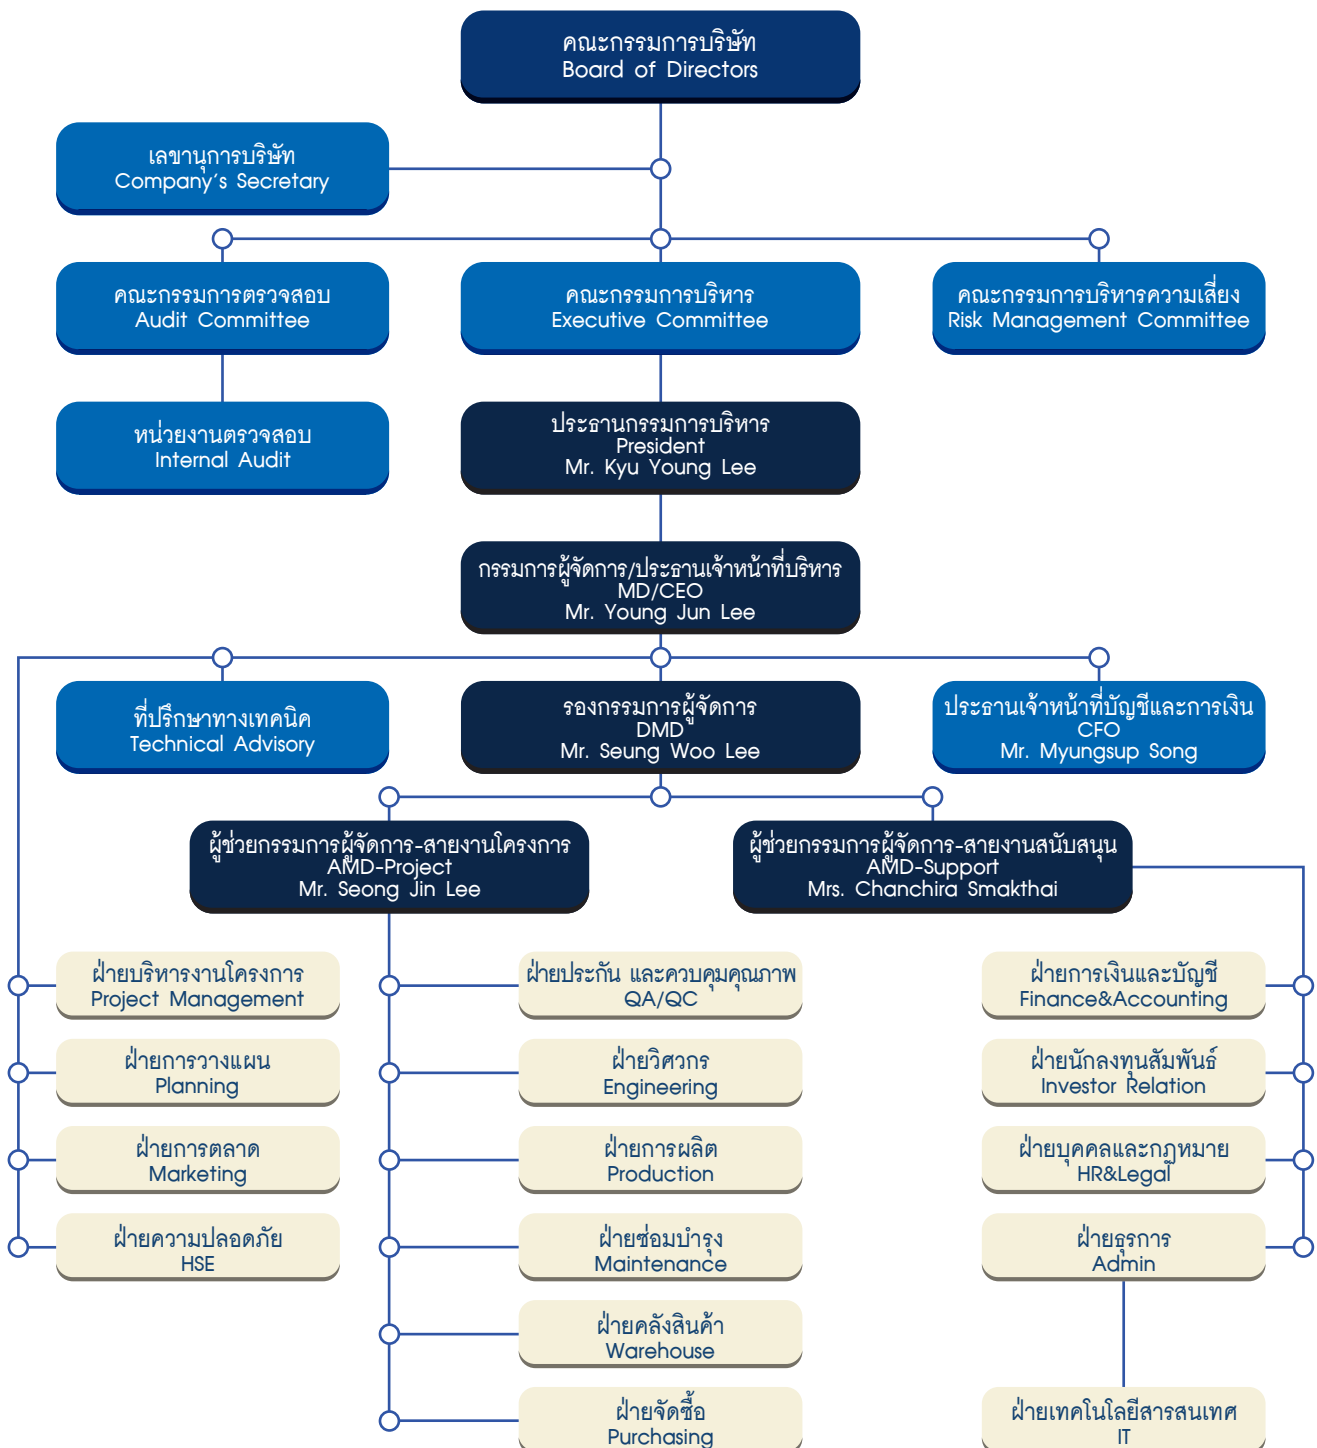 คณะกรรมการบริษัท
Board of Directors
เลขานุการบริษัท
Company's Secretary
คณะกรรมการตรวจสอบ
Audit Committee
คณะกรรมการบริหาร
Executive Committee
คณะกรรมการบริหารความเสี่ยง
Risk Management Committee
หน่วยงานตรวจสอบ
Internal Audit
ประธานกรรมการบริหาร
President
Mr. Kyu Young Lee
กรรมการผู้จัดการ/ประธานเจ้าหน้าที่บริหาร
MD/CEO
Mr. Young Jun Lee
ที่ปรึกษาทางเทคนิค
Technical Advisory
รองกรรมการผู้จัดการ
DMD
Mr. Seung Woo Lee
ประธานเจ้าหน้าที่บัญชีและการเงิน
CFO
Mr. Myungsup Song
ผู้ช่วยกรรมการผู้จัดการ-สายงานโครงการ
AMD-Project
Mr. Seong Jin Lee
ผู้ช่วยกรรมการผู้จัดการ-สายงานสนับสนุน
AMD-Support
Mrs. Chanchira Smakthai
ฝ่ายบริหารงานโครงการ
Project Management
ฝ่ายการวางแผน
Planning
ฝ่ายการตลาด
Marketing
ฝ่ายความปลอดภัย
HSE
ฝ่ายประกัน และควบคุมคุณภาพ
QA/QC
ฝ่ายวิศวกร
Engineering
ฝ่ายการผลิต
Production
ฝ่ายซ่อมบำรุง
Maintenance
ฝ่ายคลังสินค้า
Warehouse
ฝ่ายจัดซื้อ
Purchasing
ฝ่ายการเงินและบัญชี
Finance&Accounting
ฝ่ายนักลงทุนสัมพันธ์
Investor Relation
ฝ่ายบุคคลและกฎหมาย
HR&Legal
ฝ่ายธุรการ
Admin
ฝ่ายเทคโนโลยีสารสนเทศ
IT